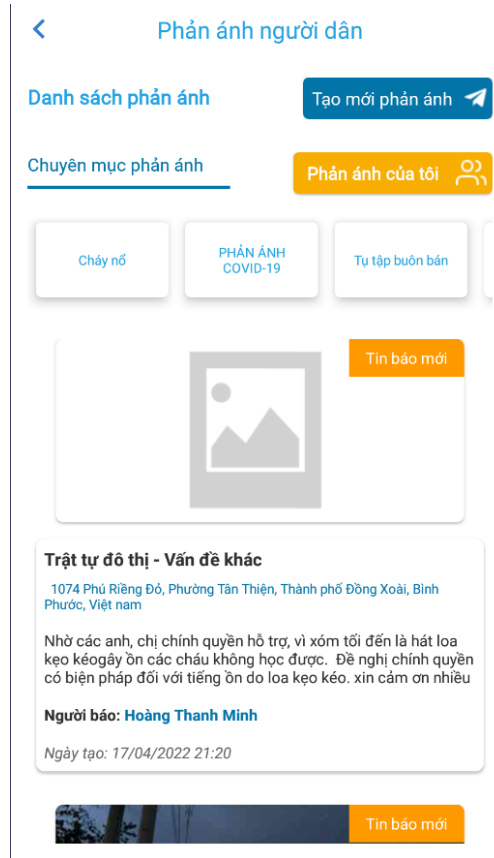 Phản ánh người dân
Danh sách phản ánh
Tạo mới phản ánh
Chuyên mục phản ánh
Phản ánh của tôi
Cháy nổ
PHẢN ÁNH
COVID-19
Tụ tập buôn bán
Tin báo mới
Trật tự đô thị - Vấn đề khác
1074 Phú Riềng Đỏ, Phường Tân Thiện, Thành phố Đồng Xoài, Bình
Phước, Việt nam
Nhờ các anh, chị chính quyền hỗ trợ, vì xóm tối đến là hát loa
kẹo kéogây ồn các cháu không học được.  Đề nghị chính quyền
có biện pháp đối với tiếng ồn do loa kẹo kéo. xin cảm ơn nhiều
Người báo: Hoàng Thanh Minh
Ngày tạo: 17/04/2022 21:20
Tin báo mới